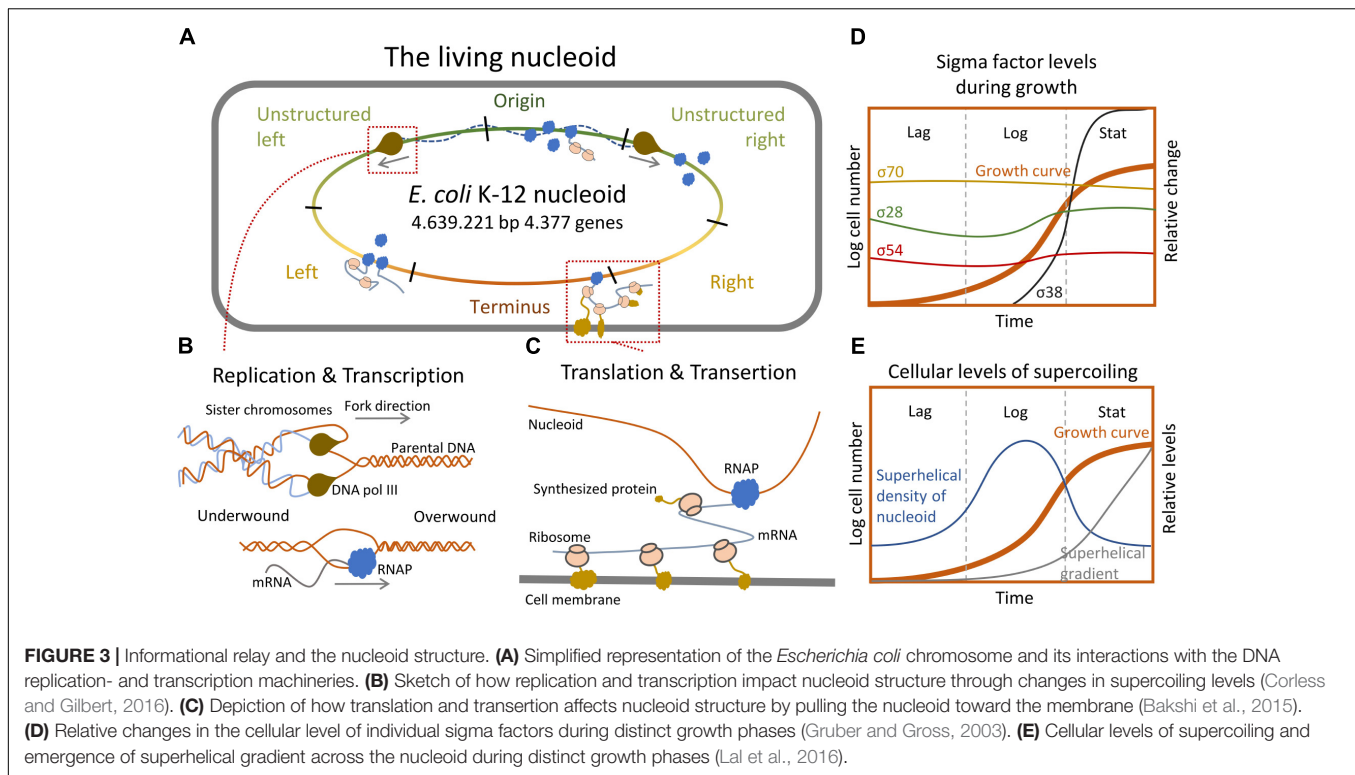 A
The living nucleoid
Unstructured
left
Origin
Unstructured
right
E. coli K-12 nucleoid
4.639.221 bp 4.377 genes
Left
Terminus
Right
B
Replication & Transcription
Sister chromosomes
Fork direction
Parental DNA
DNA pol III
Underwound
Overwound
mRNA
RNAP
C
Translation & Transertion
Nucleoid
RNAP
Synthesized protein
mRNA
Ribosome
Cell membrane
D
Sigma factor levels
during growth
Lag
Log
Stat
σ70
Growth curve
σ28
σ54
σ38
Log cell number
Relative change
Time
E
Cellular levels of supercoiling
Lag
Log
Stat
Growth curve
Superhelical
density of
nucleoid
Superhelical
gradient
Log cell number
Relative levels
Time
FIGURE 3 | Informational relay and the nucleoid structure. (A) Simplified representation of the Escherichia coli chromosome and its interactions with the DNA
replication- and transcription machineries. (B) Sketch of how replication and transcription impact nucleoid structure through changes in supercoiling levels (Corless
and Gilbert, 2016). (C) Depiction of how translation and transertion affects nucleoid structure by pulling the nucleoid toward the membrane (Bakshi et al., 2015).
(D) Relative changes in the cellular level of individual sigma factors during distinct growth phases (Gruber and Gross, 2003). (E) Cellular levels of supercoiling and
emergence of superhelical gradient across the nucleoid during distinct growth phases (Lal et al., 2016).